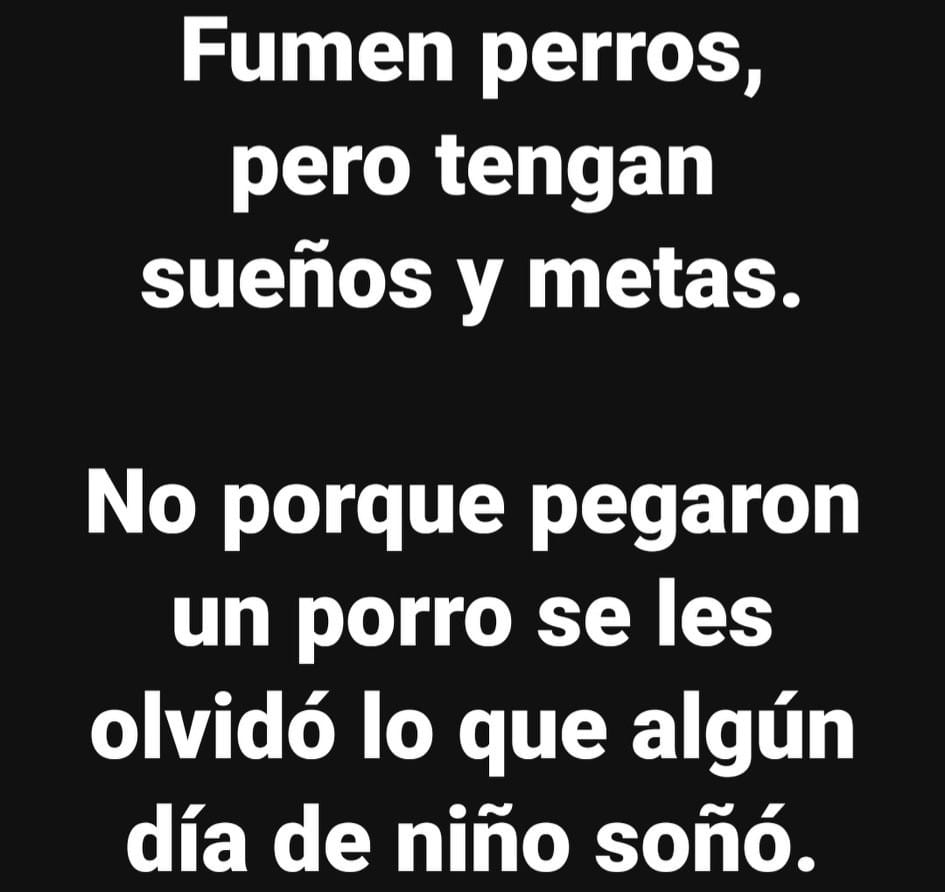 Fumen perros,
pero tengan
sueños y metas.
No porque pegaron
un porro se les
olvidó lo que algún
día de niño soñó.